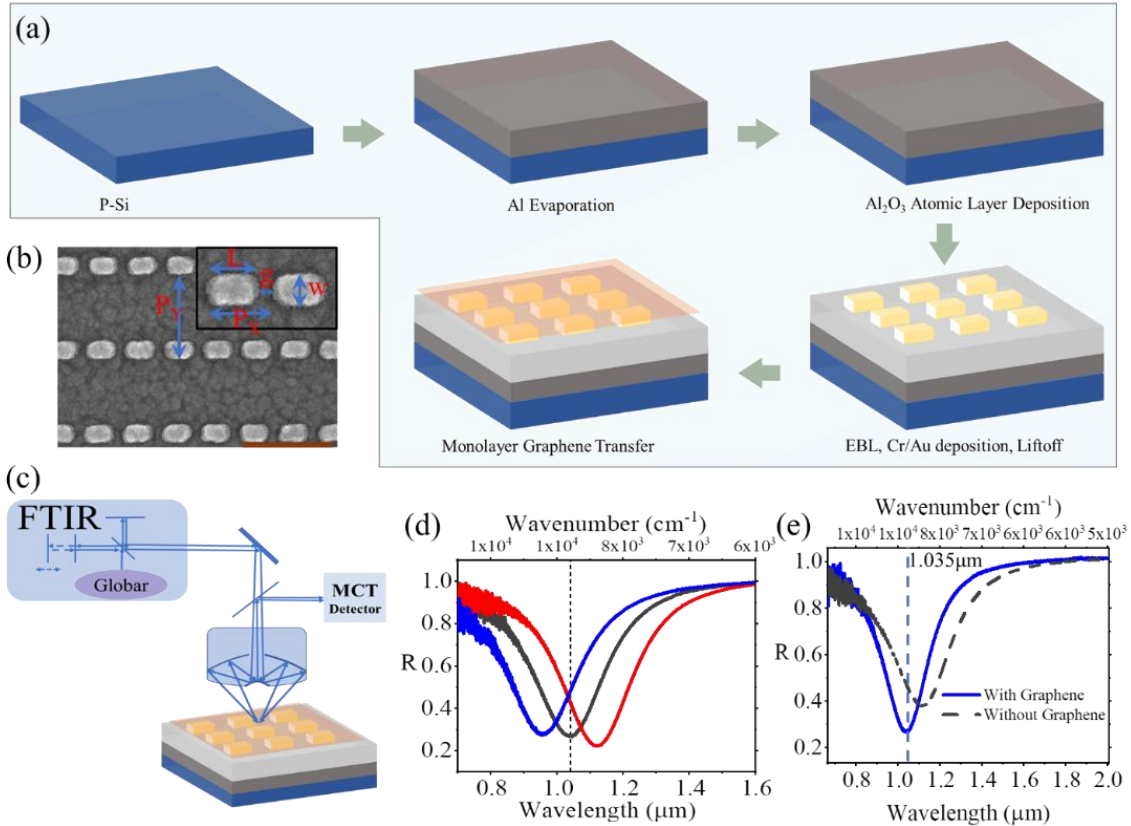 (a)
P-Si
Al Evaporation
Al₂O₃ Atomic Layer Deposition
Monolayer Graphene Transfer
EBL, Cr/Au deposition, Liftoff
(b)
L
g
W
Pₓ
Pᵧ
(c)
FTIR
Globar
MCT
Detector
(d)
Wavenumber (cm⁻¹)
1x10⁴ 1x10⁴ 8x10³ 7x10³ 6x10³
1.0
0.8
R 0.6
0.4
0.2
0.8 1.0 1.2 1.4 1.6
Wavelength (μm)
(e)
Wavenumber (cm⁻¹)
1x10⁴ 1x10⁴ 8x10³ 7x10³ 6x10³ 6x10³ 5x10³
1.035μm
1.0
0.8
R 0.6
0.4
0.2
With Graphene
Without Graphene
0.8 1.0 1.2 1.4 1.6 1.8 2.0
Wavelength (μm)